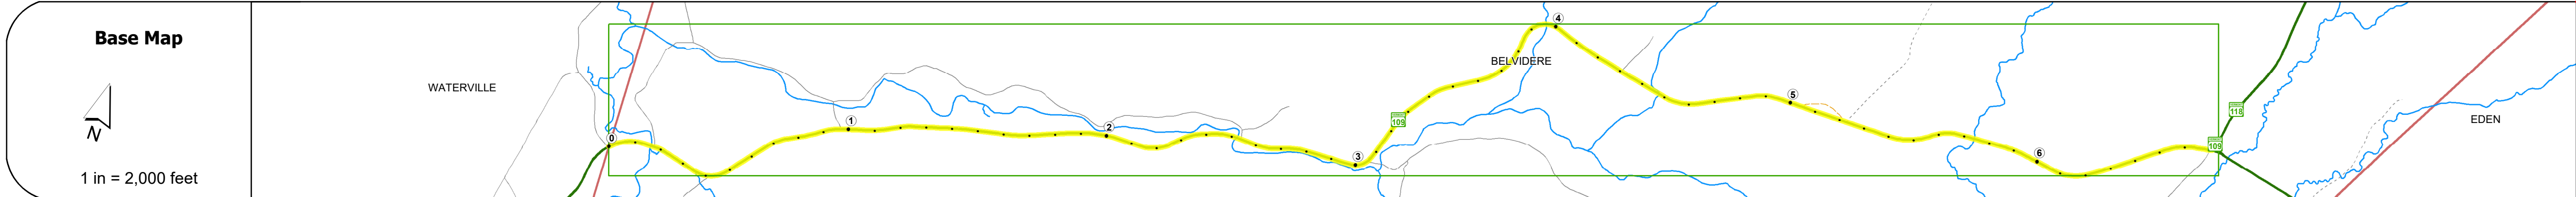 Base Map
N
1 in = 2,000 feet
WATERVILLE
0
1
2
3
109
BELVIDERE
4
5
6
109
118
EDEN